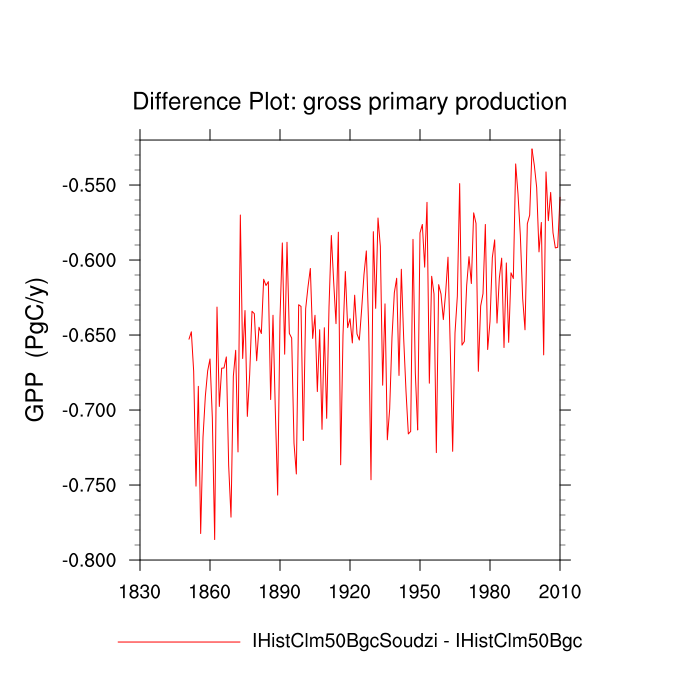 Difference Plot: gross primary production
GPP (PgC/y)
-0.550
-0.600
-0.650
-0.700
-0.750
-0.800
1830 1860 1890 1920 1950 1980 2010
IHistClm50BgcSoudzi - IHistClm50Bgc